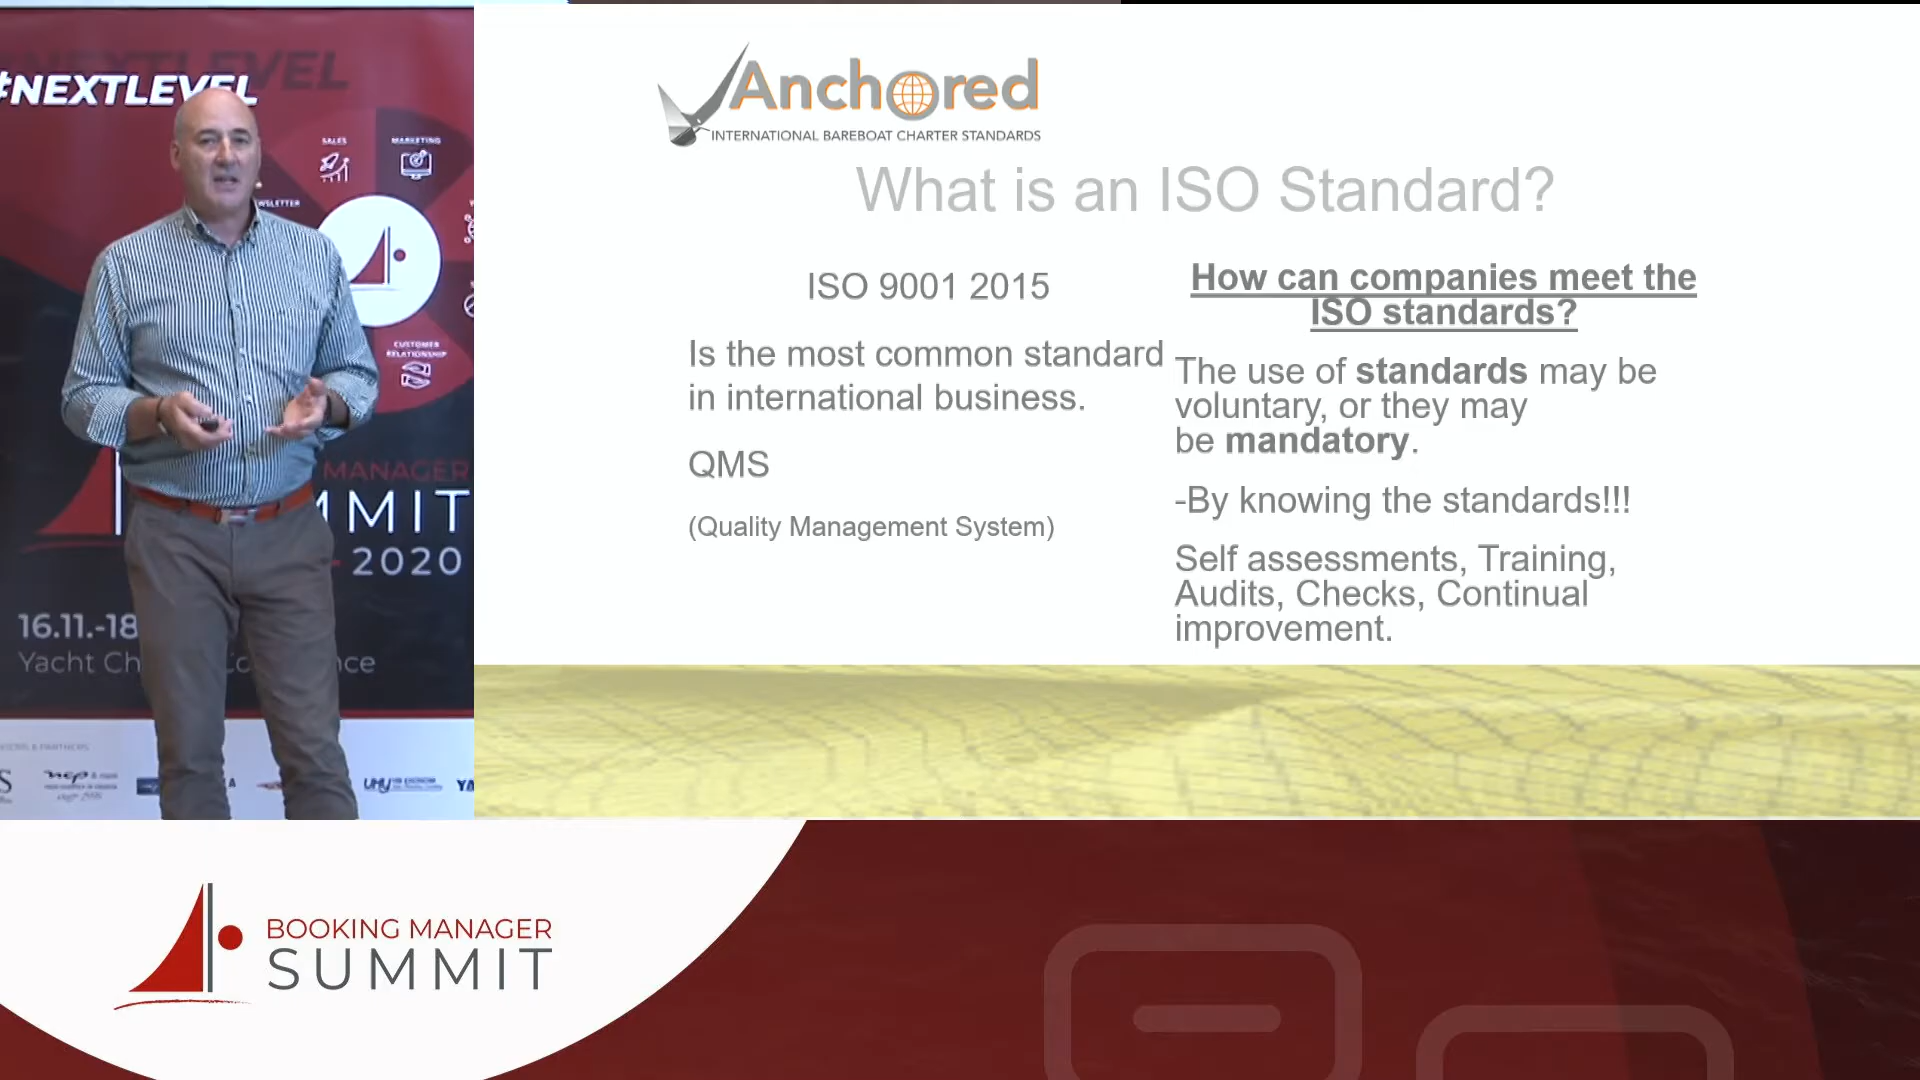 #NEXTLEVEL
SALES
MARKETING
CUSTOMER
RELATIONSHIP
MANAGER
2020
16.11.-18
Yacht Ch
Anchored
INTERNATIONAL BAREBOAT CHARTER STANDARDS
What is an ISO Standard?
ISO 9001 2015
Is the most common standard
in international business.
QMS
(Quality Management System)
How can companies meet the
ISO standards?
The use of standards may be
voluntary, or they may
be mandatory.
-By knowing the standards!!!
Self assessments, Training,
Audits, Checks, Continual
improvement.
BOOKING MANAGER
SUMMIT